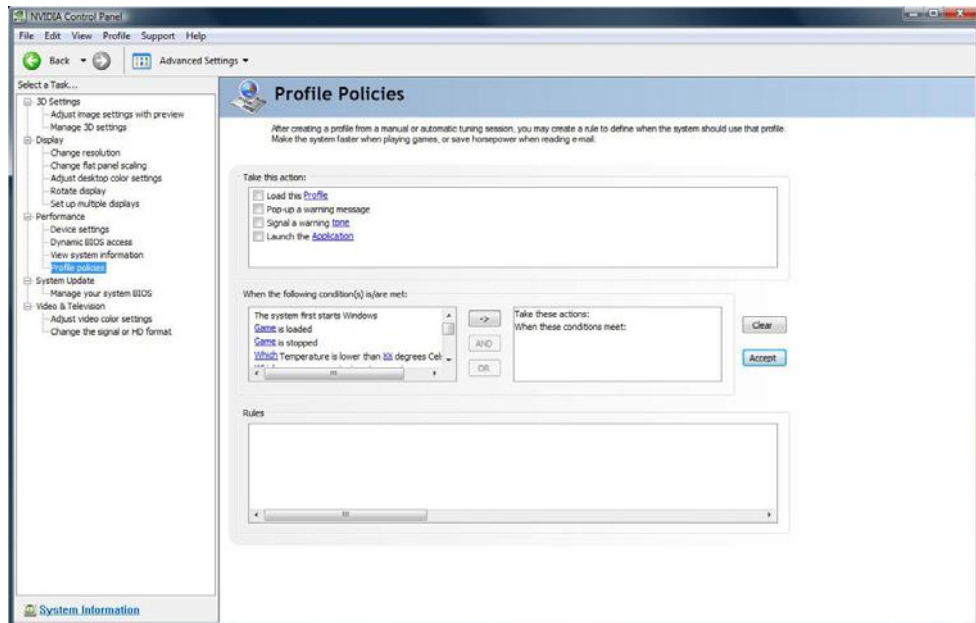 NVIDIA Control Panel
File Edit View Profile Support Help
Back Advanced Settings
Select a Task...
3D Settings
Adjust image settings with preview
Manage 3D settings
Display
Change resolution
Change flat panel scaling
Adjust desktop color settings
Rotate display
Set up multiple displays
Performance
Device settings
Dynamic BIOS access
View system information
Profile policies
System Update
Manage your system BIOS
Video & Television
Adjust video color settings
Change the signal or HD format
System Information
Profile Policies
After creating a profile from a manual or automatic tuning session, you may create a rule to define when the system should use that profile.
Make the system faster when playing games, or save horsepower when reading e-mail.
Take this action:
Load this Profile
Pop-up a warning message
Signal a warning tone
Launch the Application
When the following condition(s) is/are met:
The system first starts Windows
Game is loaded
Game is stopped
Which Temperature is lower than XX degrees Cel
->
AND
OR
Take these actions:
When these conditions meet:
Clear
Accept
Rules